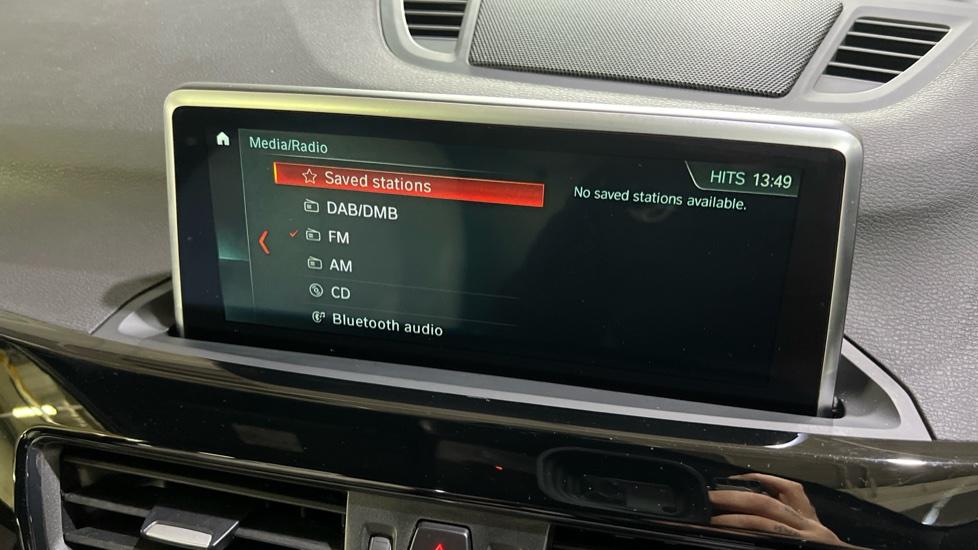 Media/Radio
HITS 13:49
Saved stations
No saved stations available.
DAB/DMB
FM
AM
CD
Bluetooth audio